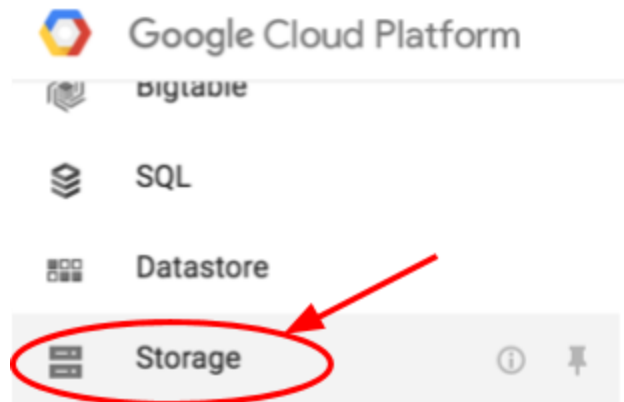 Google Cloud Platform
Bigtable
SQL
Datastore
Storage